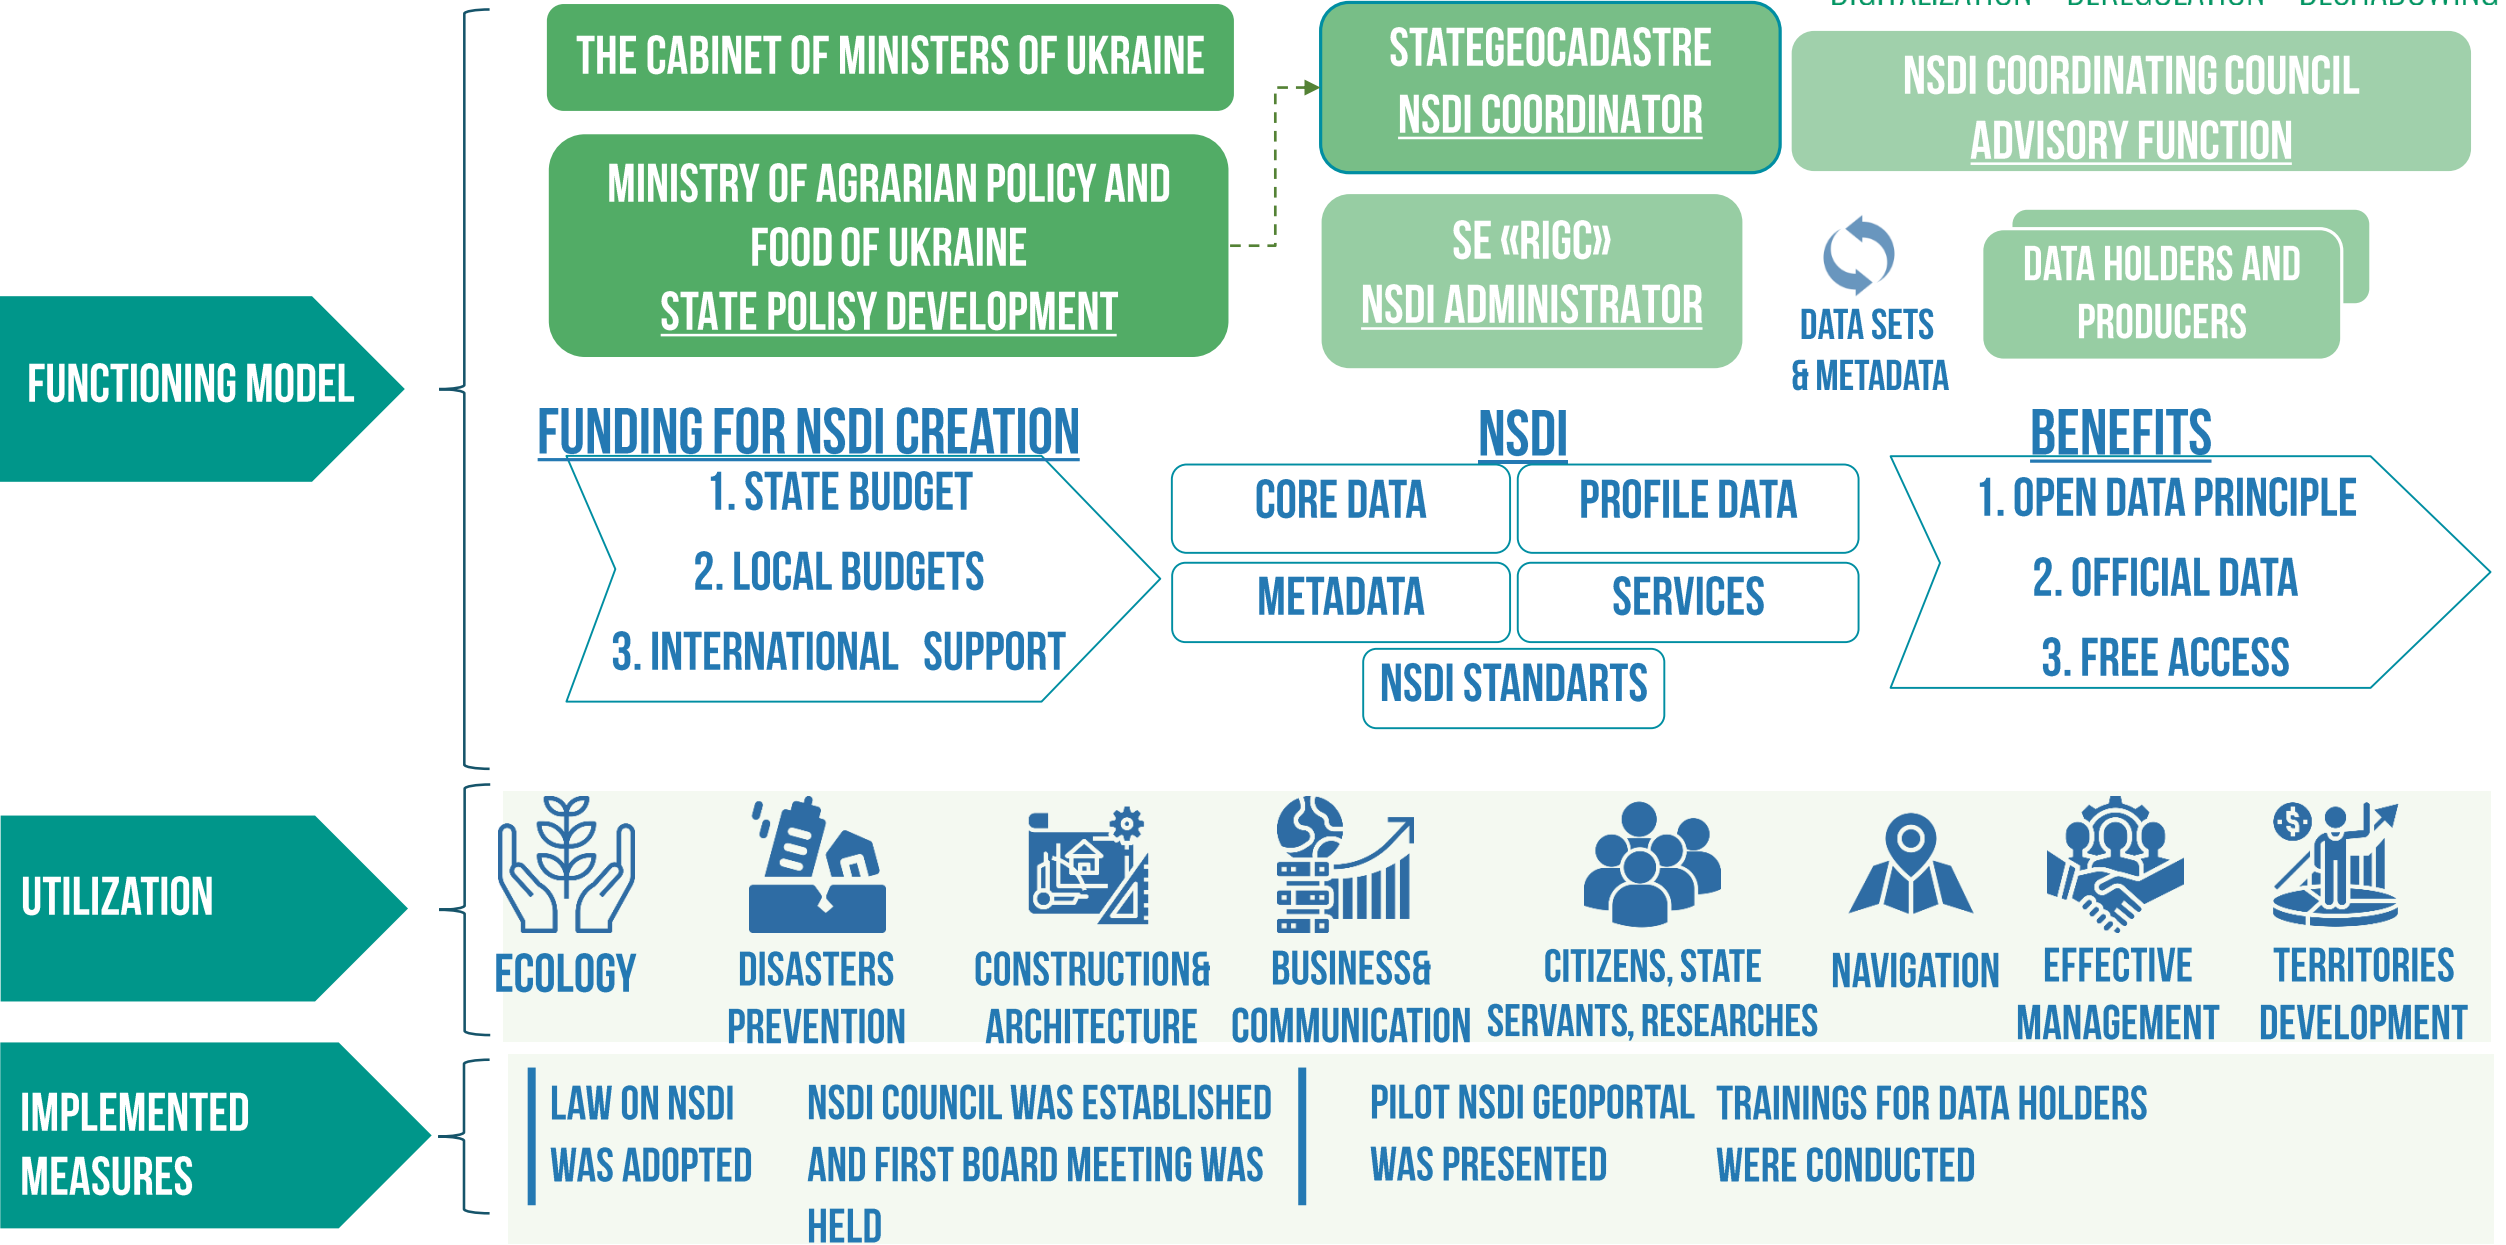 DIGITALIZATION DEREGULATION DESHADOWING
THE CABINET OF MINISTERS OF UKRAINE
MINISTRY OF AGRARIAN POLICY AND
FOOD OF UKRAINE
STATE POLISY DEVELOPMENT
STATEGEOCADASTRE
NSDI COORDINATOR
NSDI COORDINATING COUNCIL
ADVISORY FUNCTION
SE «RIGC»
NSDI ADMINISTRATOR
DATA SETS
& METADATA
DATA HOLDERS AND
PRODUCERS
FUNCTIONING MODEL
FUNDING FOR NSDI CREATION
1. STATE BUDGET
2. LOCAL BUDGETS
3. INTERNATIONAL SUPPORT
NSDI
CORE DATA
PROFILE DATA
METADATA
SERVICES
NSDI STANDARTS
BENEFITS
1. OPEN DATA PRINCIPLE
2. OFFICIAL DATA
3. FREE ACCESS
UTILIZATION
ECOLOGY
DISASTERS
PREVENTION
CONSTRUCTION&
ARCHITECTURE
BUSINESS&
COMMUNICATION
CITIZENS, STATE
SERVANTS, RESEARCHES
NAVIGATION
EFFECTIVE
MANAGEMENT
$
TERRITORIES
DEVELOPMENT
IMPLEMENTED
MEASURES
LAW ON NSDI
WAS ADOPTED
NSDI COUNCIL WAS ESTABLISHED
AND FIRST BOARD MEETING WAS
HELD
PILOT NSDI GEOPORTAL
WAS PRESENTED
TRAININGS FOR DATA HOLDERS
WERE CONDUCTED